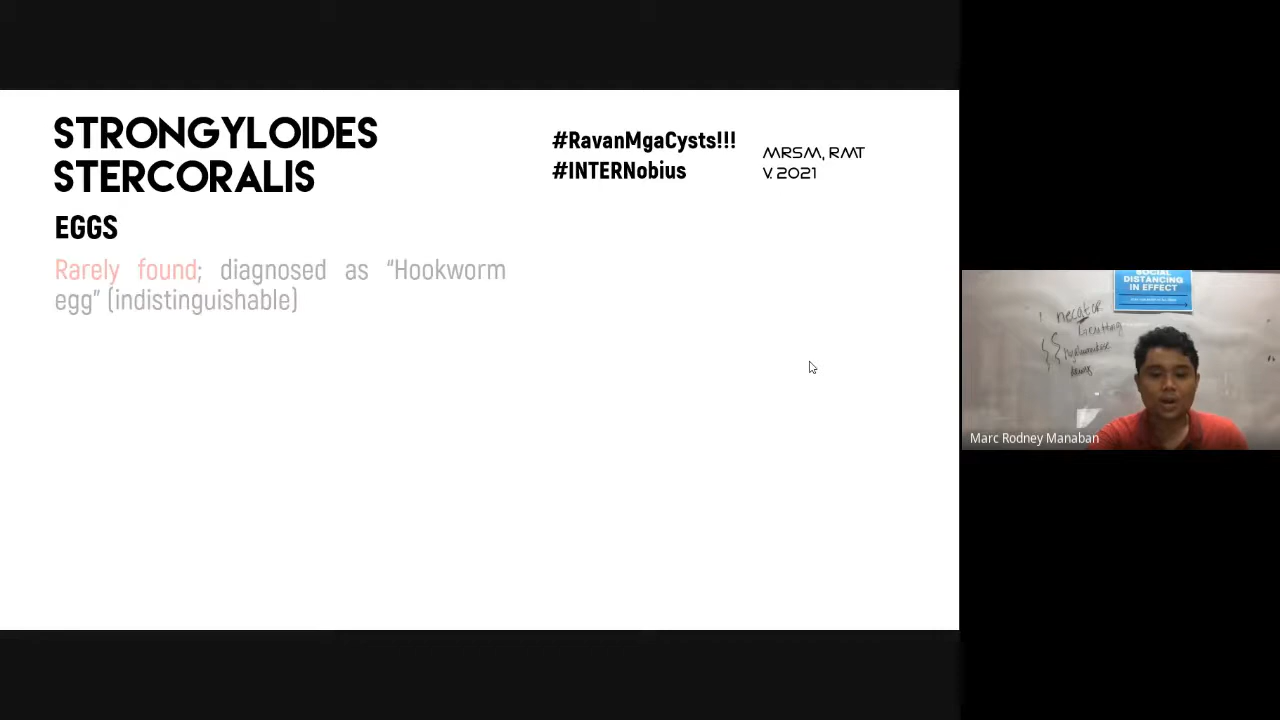 STRONGYLOIDES
STERCORALIS
EGGS
Rarely found; diagnosed as “Hookworm
egg” (indistinguishable)
#RavanMgaCysts!!!
#INTERNobius
MRSM, RMT
V. 2021
SOCIAL
DISTANCING
IN EFFECT
necator
Marc Rodney Manaban